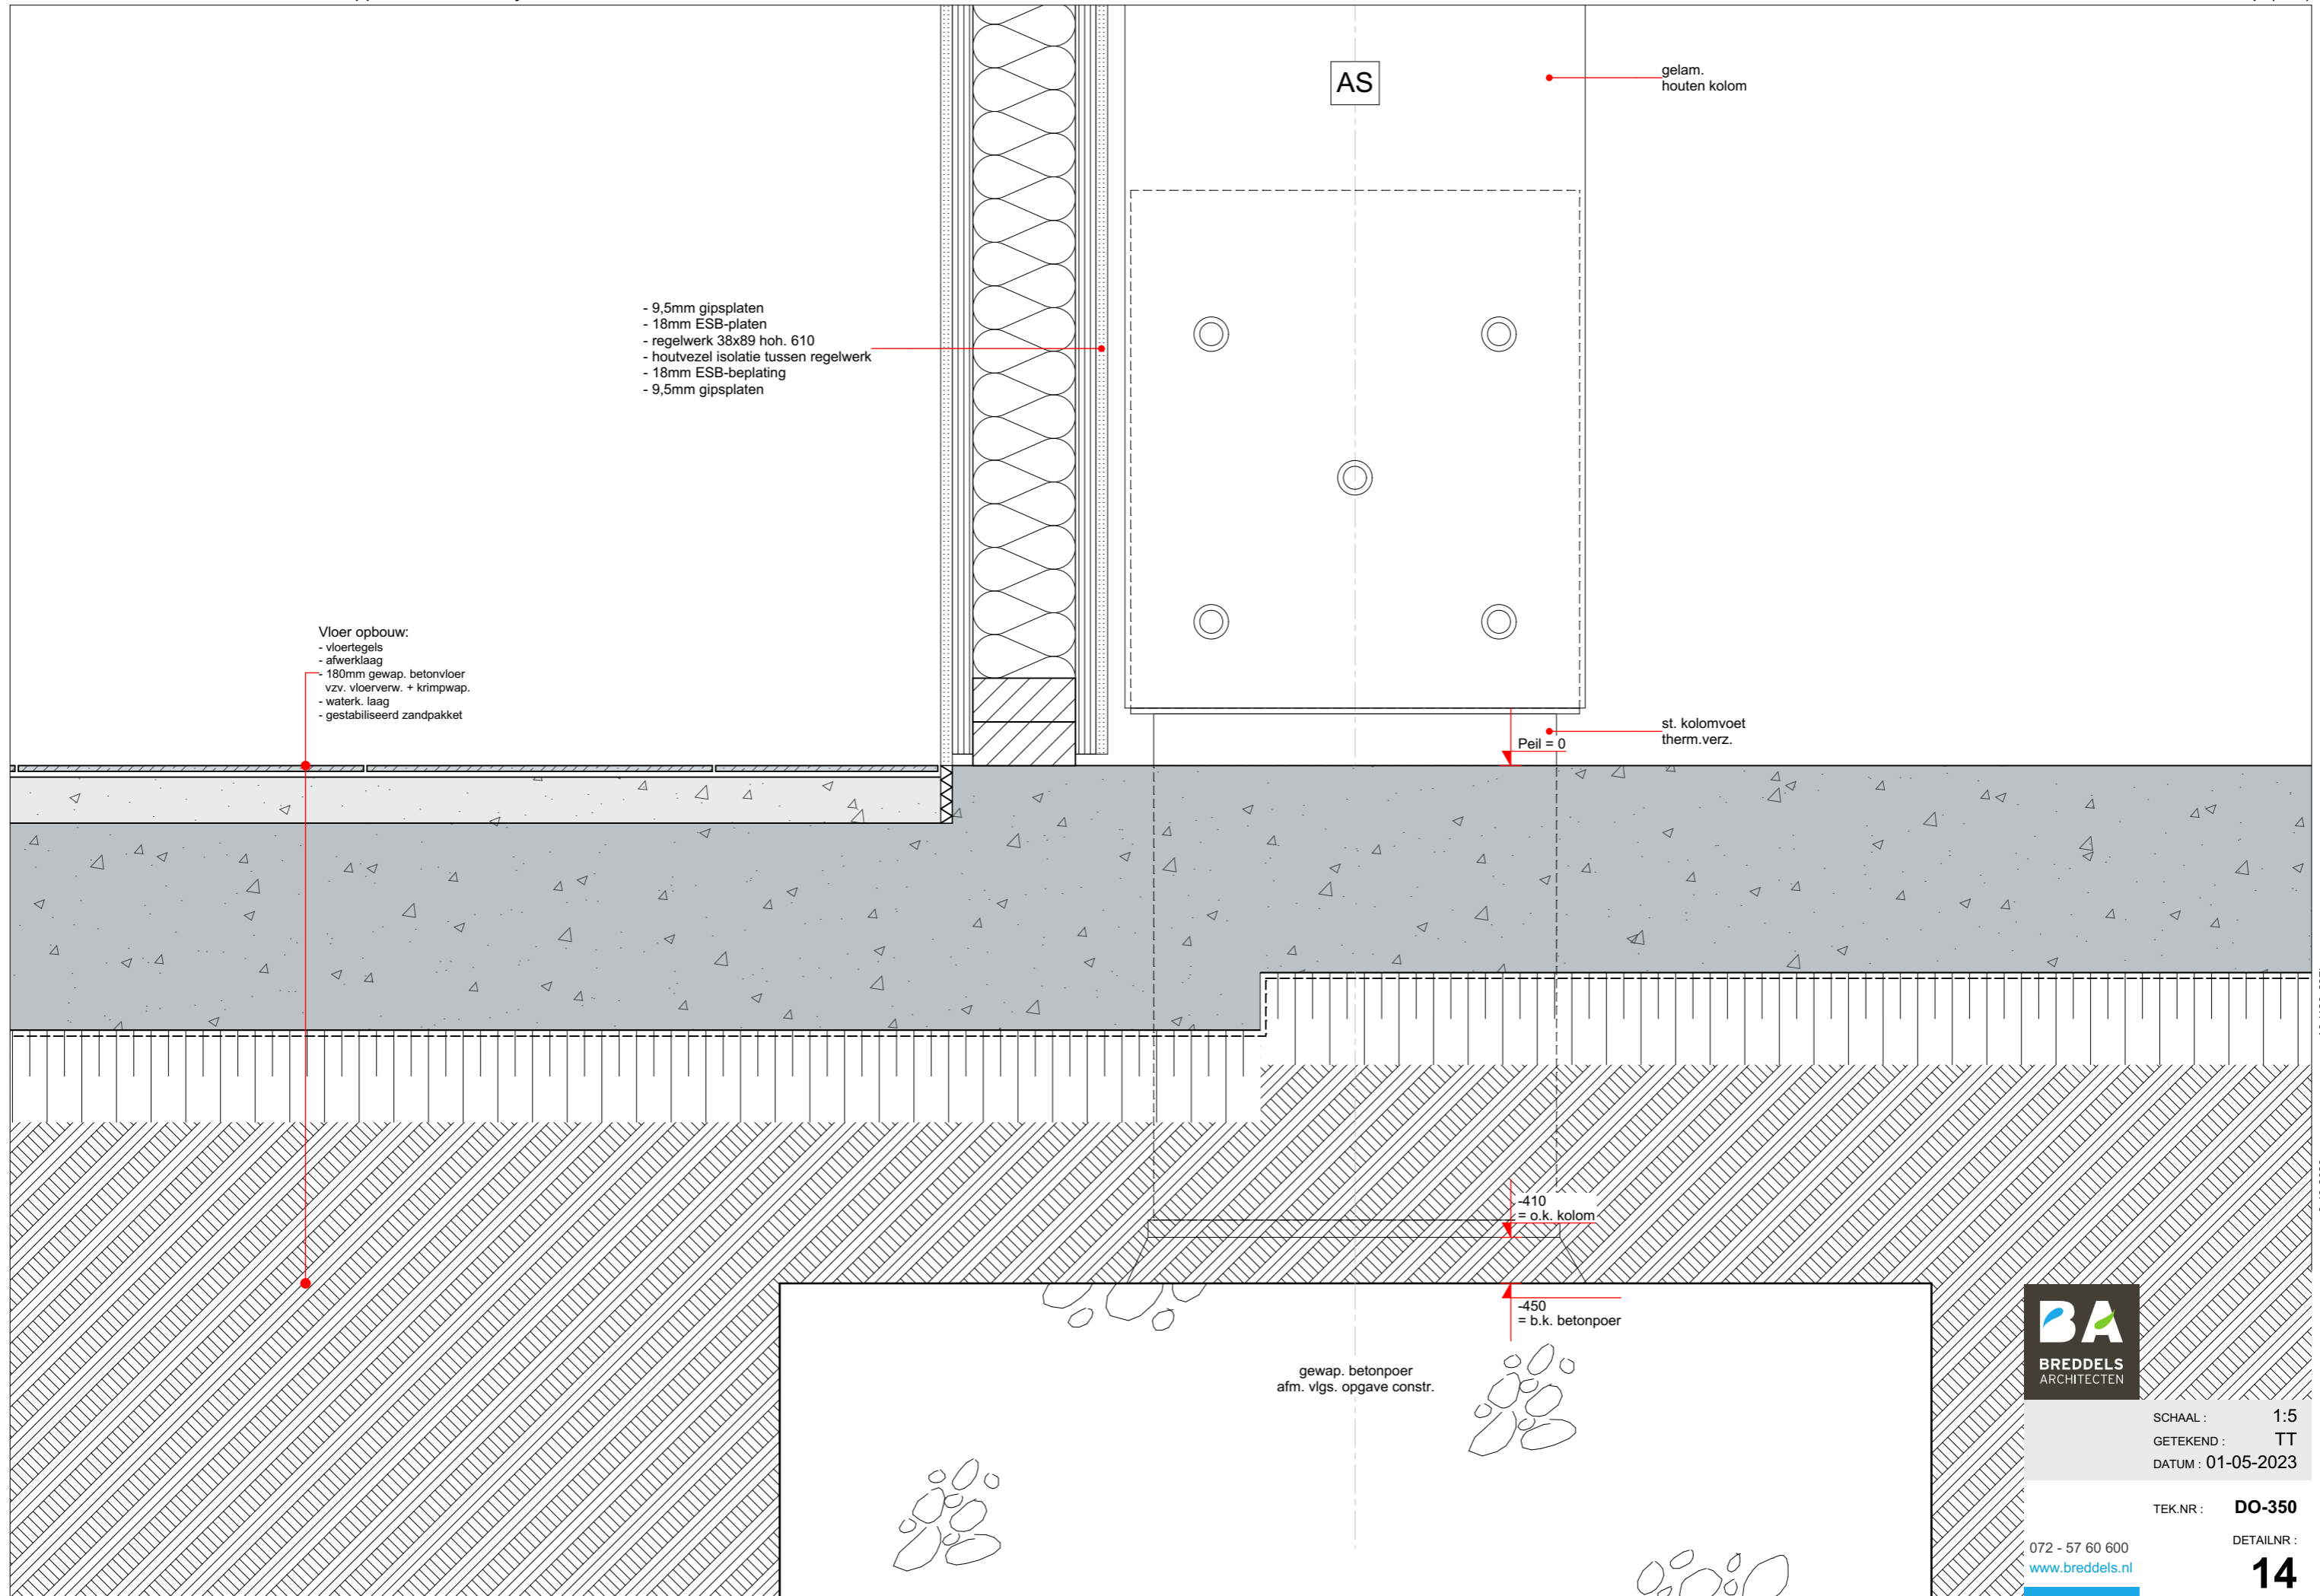 AS
gelam.
houten kolom
- 9,5mm gipsplaten
- 18mm ESB-platen
- regelwerk 38x89 hoh. 610
- houtvezel isolatie tussen regelwerk
- 18mm ESB-beplating
- 9,5mm gipsplaten
Vloer opbouw:
- vloertegels
- afwerklaag
- 180mm gewap. betonvloer
vzv. vloerverw. + krimpwap.
- waterk. laag
- gestabiliseerd zandpakket
st. kolomvoet
therm.verz.
Peil = 0
-410
= o.k. kolom
-450
= b.k. betonpoer
gewap. betonpoer
afm. vlgs. opgave constr.
BA
BREDDELS
ARCHITECTEN
SCHAAL : 1:5
GETEKEND : TT
DATUM : 01-05-2023
TEK.NR : DO-350
DETAILNR :
072 - 57 60 600
www.breddels.nl
14